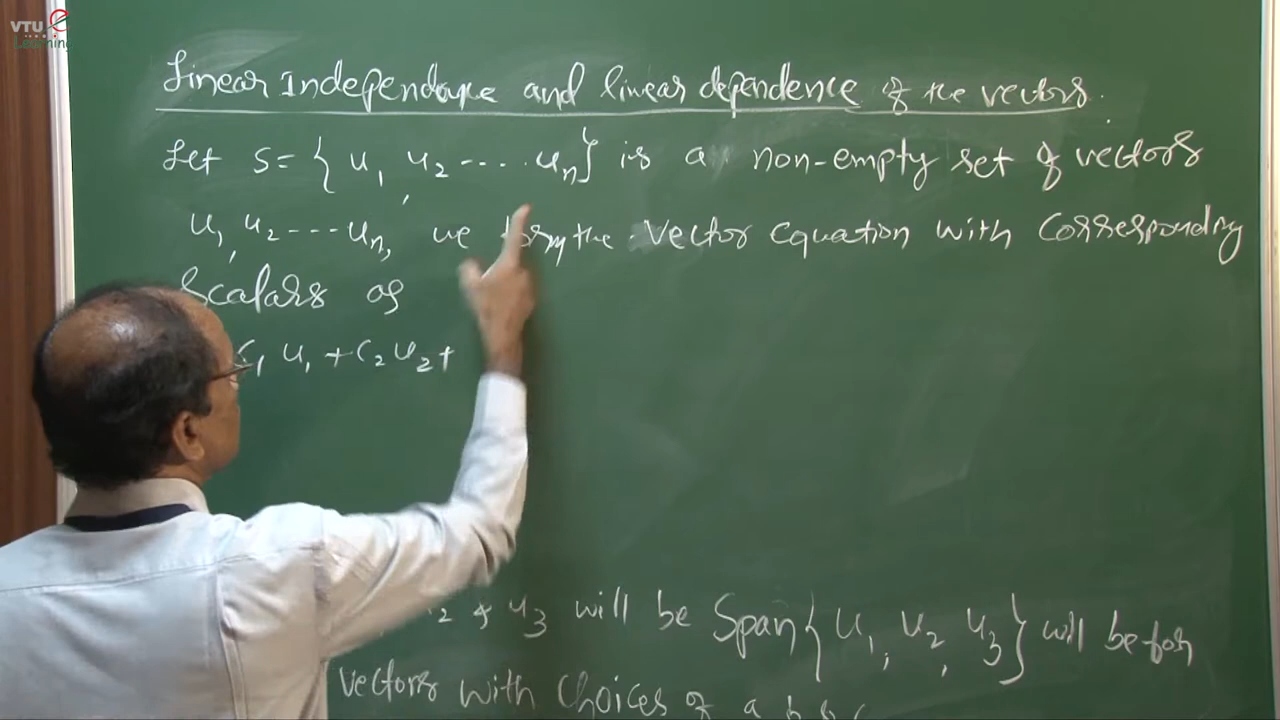 VTU e
Learning
Linear Independence and linear dependence of the vectors.
Let S = { u₁, u₂ ---- . uₙ} is a non-empty set of vectors
u₁, u₂ --- uₙ, we form the vector equation with corresponding
Scalars as
c₁ u₁ + c₂ u₂ +
₂ & u₃ will be Span{ u₁, u₂, u₃} will be for
vectors with choices of a b